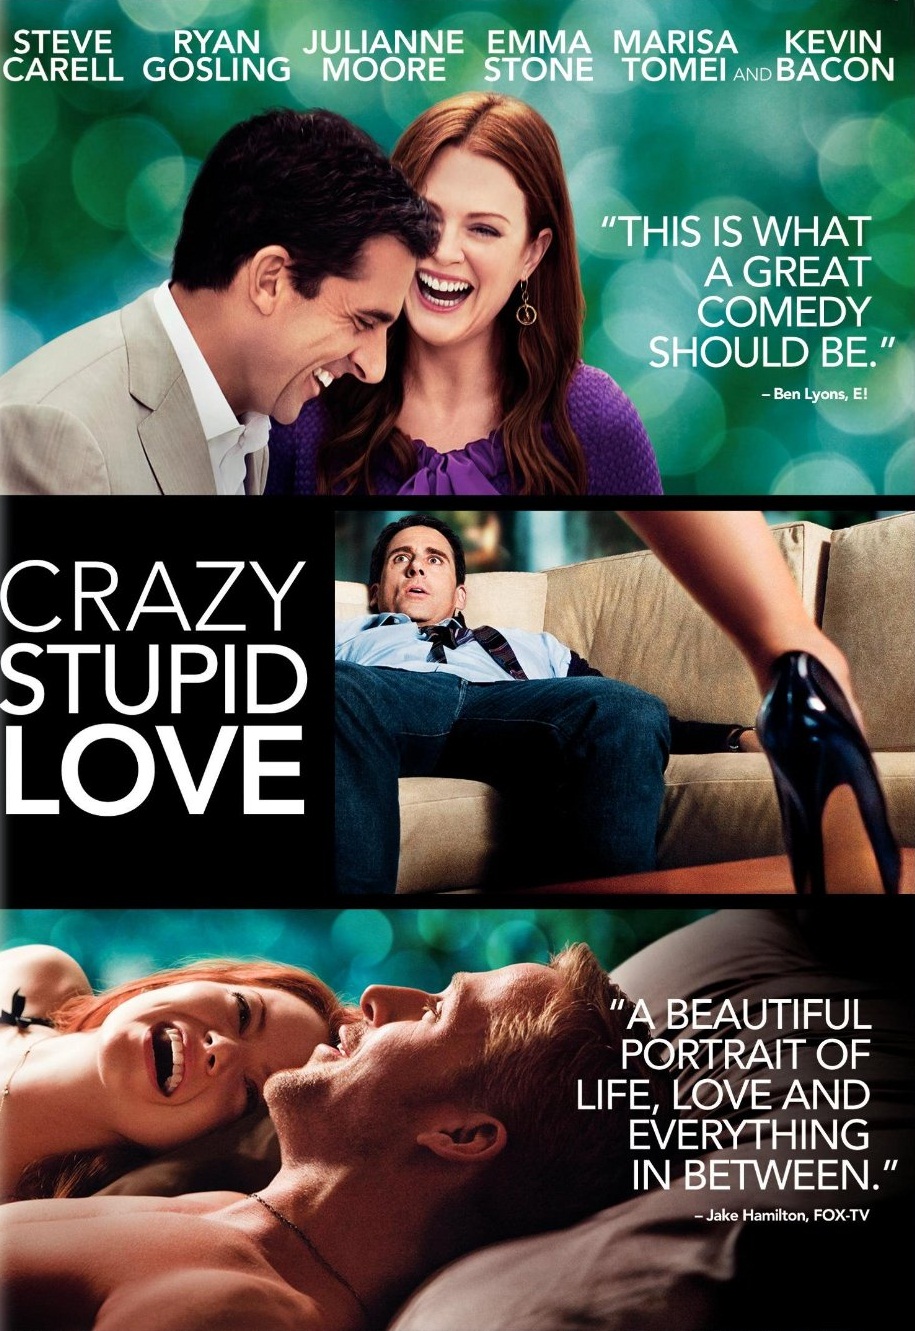 STEVE CARELL RYAN GOSLING JULIANNE MOORE EMMA STONE MARISA TOMEI AND KEVIN BACON
“THIS IS WHAT
A GREAT
COMEDY
SHOULD BE.”
– Ben Lyons, E!
CRAZY
STUPID
LOVE
“A BEAUTIFUL
PORTRAIT OF
LIFE, LOVE AND
EVERYTHING
IN BETWEEN.”
– Jake Hamilton, FOX-TV